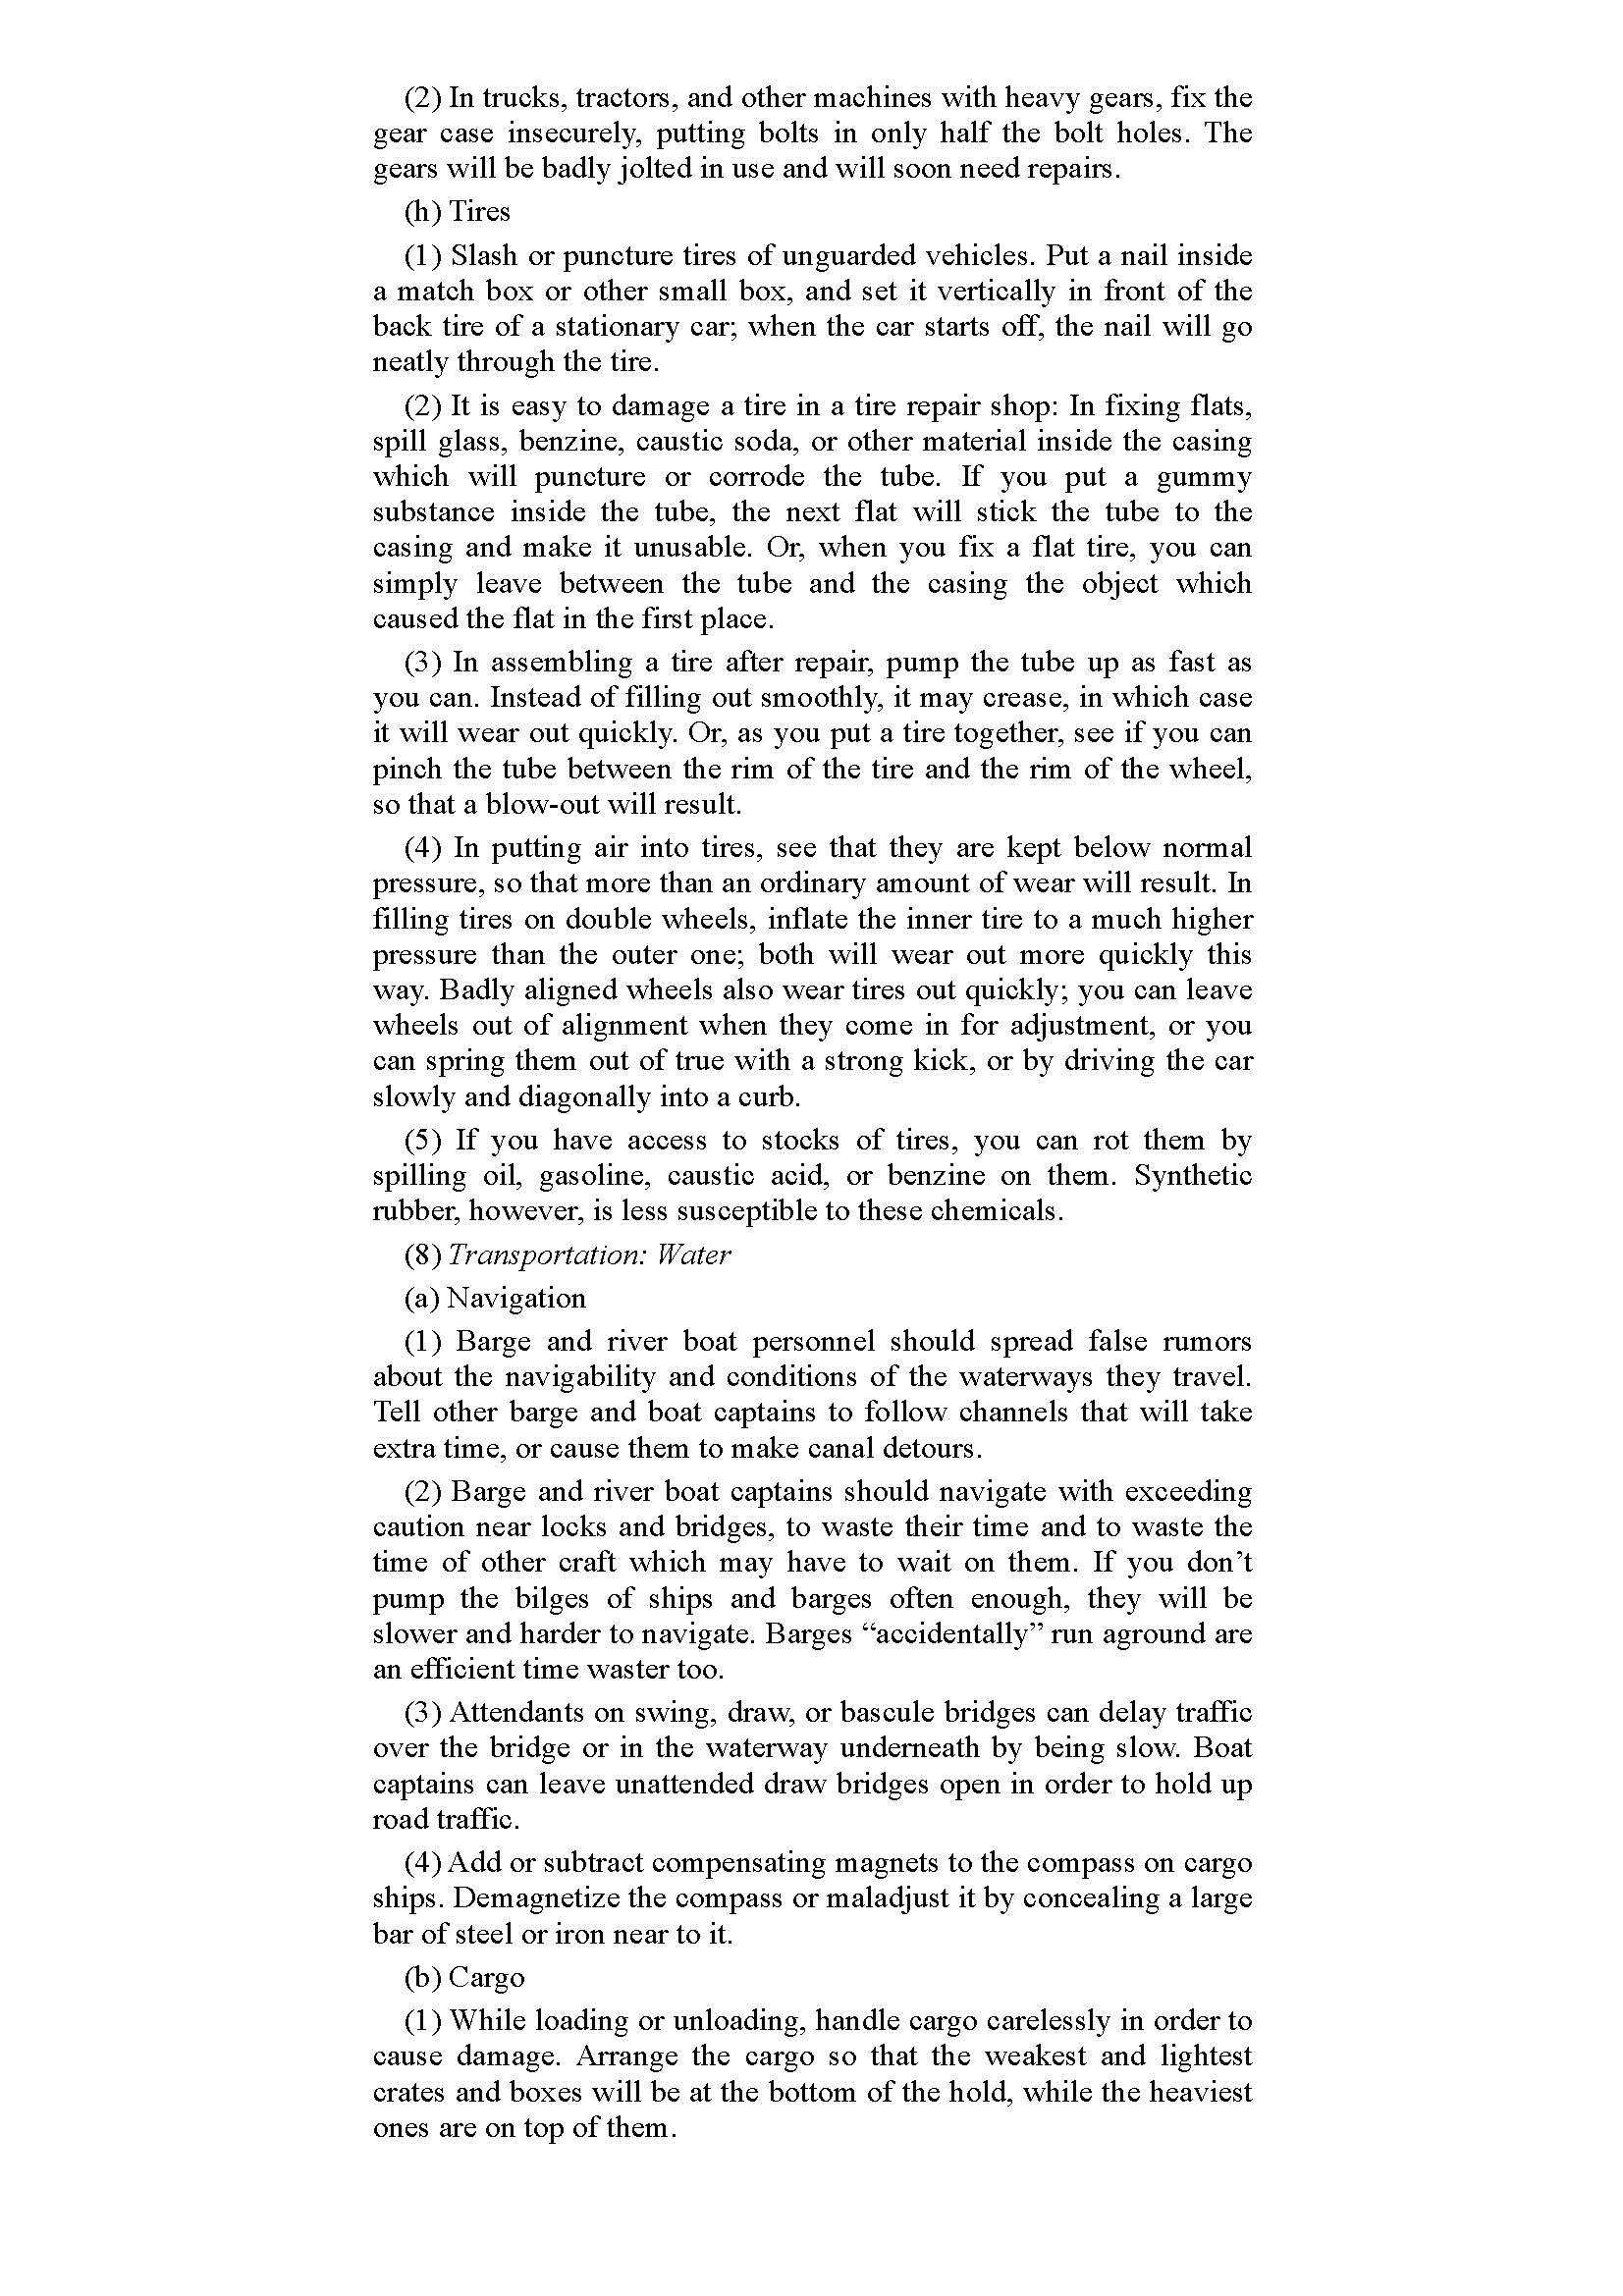 (2) In trucks, tractors, and other machines with heavy gears, fix the
gear case insecurely, putting bolts in only half the bolt holes. The
gears will be badly jolted in use and will soon need repairs.
(h) Tires
(1) Slash or puncture tires of unguarded vehicles. Put a nail inside
a match box or other small box, and set it vertically in front of the
back tire of a stationary car; when the car starts off, the nail will go
neatly through the tire.
(2) It is easy to damage a tire in a tire repair shop: In fixing flats,
spill glass, benzine, caustic soda, or other material inside the casing
which will puncture or corrode the tube. If you put a gummy
substance inside the tube, the next flat will stick the tube to the
casing and make it unusable. Or, when you fix a flat tire, you can
simply leave between the tube and the casing the object which
caused the flat in the first place.
(3) In assembling a tire after repair, pump the tube up as fast as
you can. Instead of filling out smoothly, it may crease, in which case
it will wear out quickly. Or, as you put a tire together, see if you can
pinch the tube between the rim of the tire and the rim of the wheel,
so that a blow-out will result.
(4) In putting air into tires, see that they are kept below normal
pressure, so that more than an ordinary amount of wear will result. In
filling tires on double wheels, inflate the inner tire to a much higher
pressure than the outer one; both will wear out more quickly this
way. Badly aligned wheels also wear tires out quickly; you can leave
wheels out of alignment when they come in for adjustment, or you
can spring them out of true with a strong kick, or by driving the car
slowly and diagonally into a curb.
(5) If you have access to stocks of tires, you can rot them by
spilling oil, gasoline, caustic acid, or benzine on them. Synthetic
rubber, however, is less susceptible to these chemicals.
(8) Transportation: Water
(a) Navigation
(1) Barge and river boat personnel should spread false rumors
about the navigability and conditions of the waterways they travel.
Tell other barge and boat captains to follow channels that will take
extra time, or cause them to make canal detours.
(2) Barge and river boat captains should navigate with exceeding
caution near locks and bridges, to waste their time and to waste the
time of other craft which may have to wait on them. If you don’t
pump the bilges of ships and barges often enough, they will be
slower and harder to navigate. Barges “accidentally” run aground are
an efficient time waster too.
(3) Attendants on swing, draw, or bascule bridges can delay traffic
over the bridge or in the waterway underneath by being slow. Boat
captains can leave unattended draw bridges open in order to hold up
road traffic.
(4) Add or subtract compensating magnets to the compass on cargo
ships. Demagnetize the compass or maladjust it by concealing a large
bar of steel or iron near to it.
(b) Cargo
(1) While loading or unloading, handle cargo carelessly in order to
cause damage. Arrange the cargo so that the weakest and lightest
crates and boxes will be at the bottom of the hold, while the heaviest
ones are on top of them.